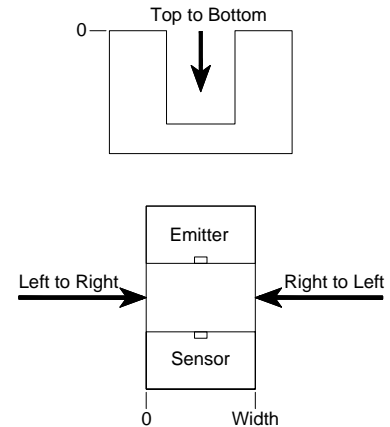 Top to Bottom
0
Emitter
Left to Right
Right to Left
Sensor
0
Width